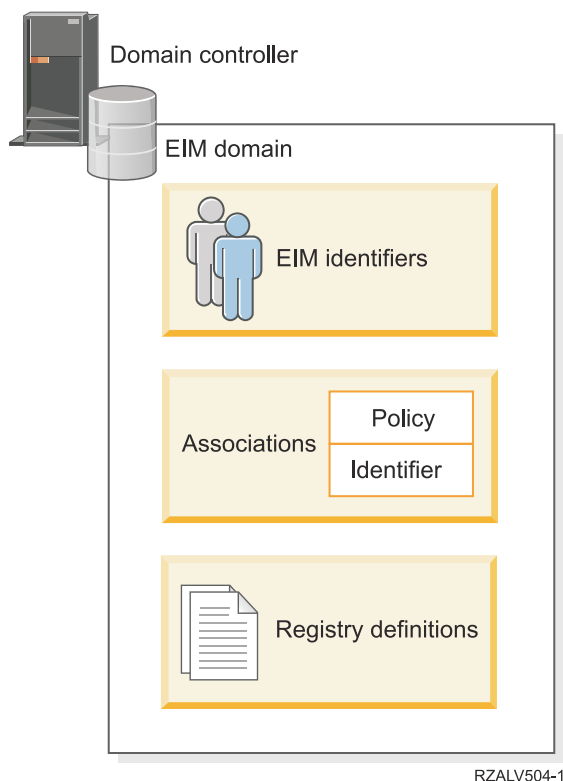 Domain controller
EIM domain
EIM identifiers
Associations
Policy
Identifier
Registry definitions
RZALV504-1